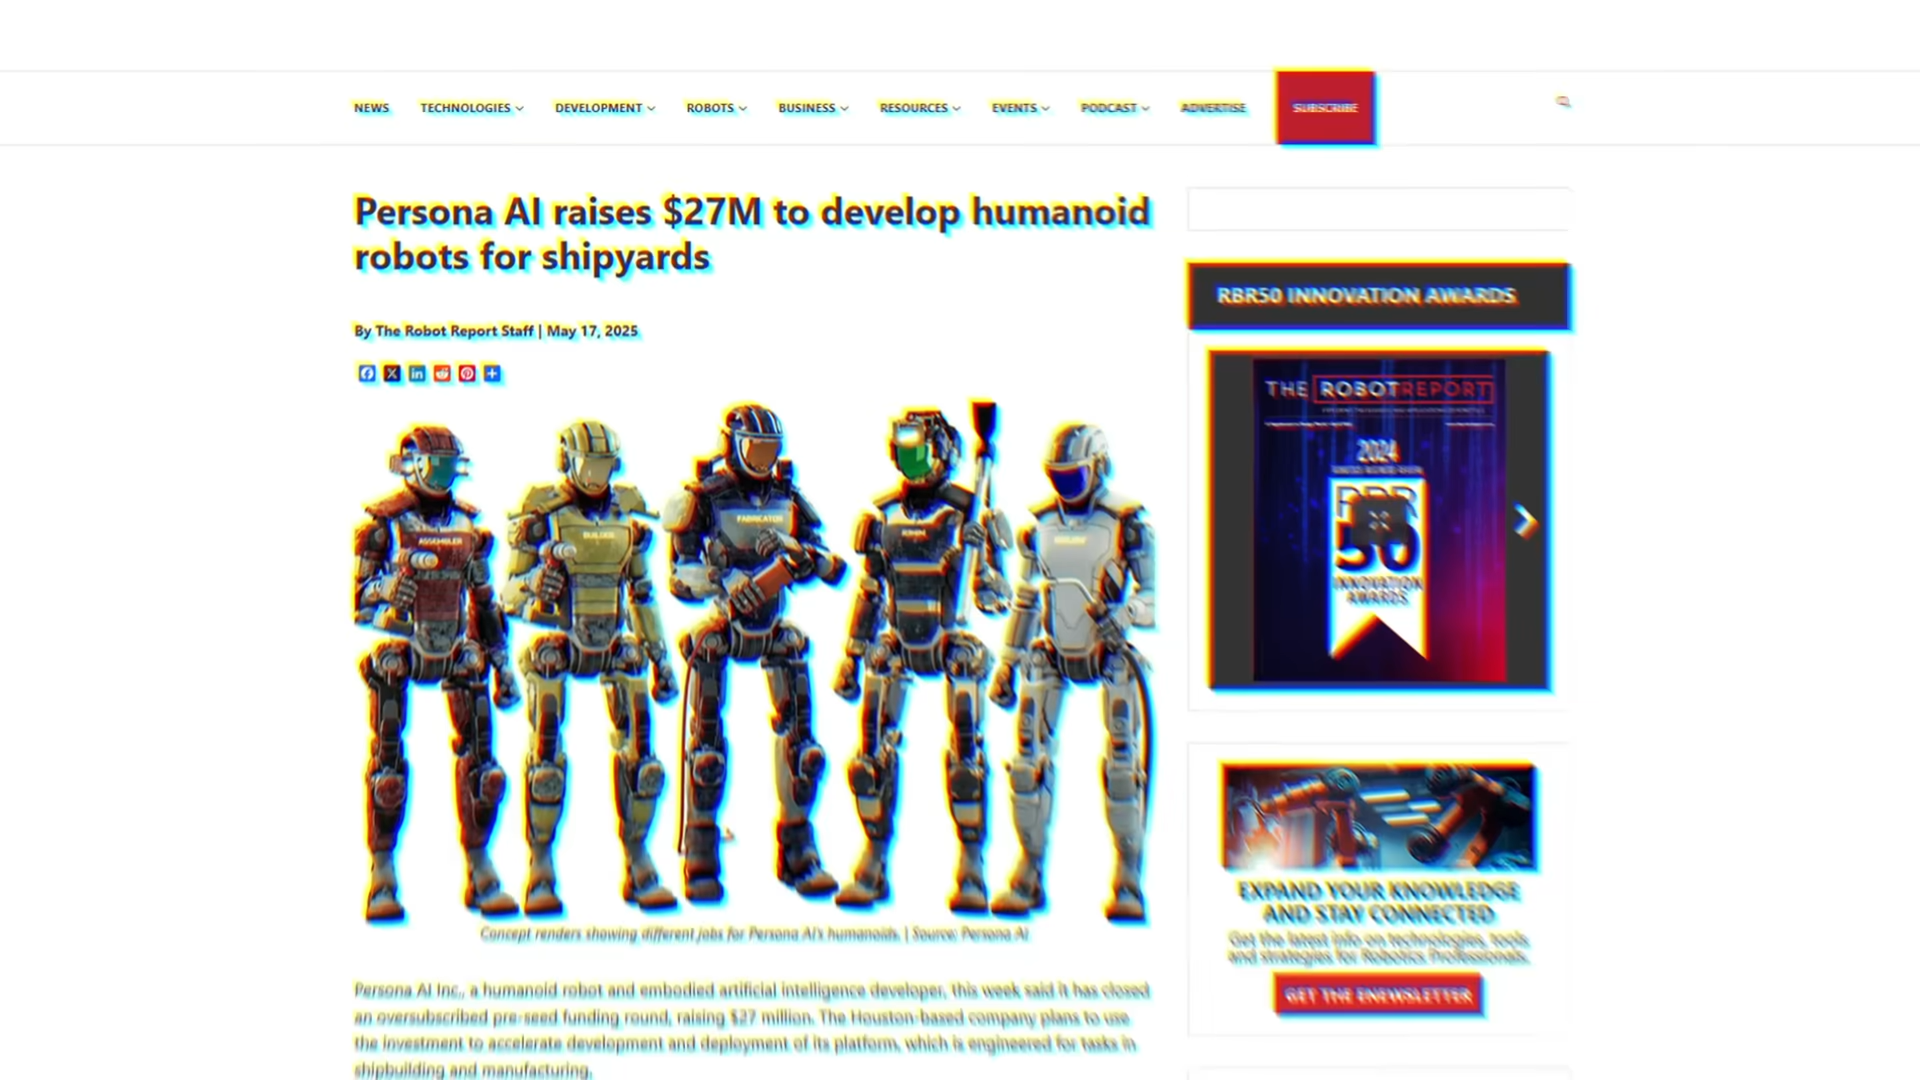 NEWS TECHNOLOGIES DEVELOPMENT ROBOTS BUSINESS RESOURCES EVENTS PODCAST ADVERTISE SUBSCRIBE
Persona AI raises $27M to develop humanoid
robots for shipyards
By The Robot Report Staff | May 17, 2025
ASSEMBLER
BUILDER
FABRICATOR
Concept renders showing different jobs for Persona AI's humanoids. | Source: Persona AI
Persona AI Inc., a humanoid robot and embodied artificial intelligence developer, this week said it has closed
an oversubscribed pre-seed funding round, raising $27 million. The Houston-based company plans to use
the investment to accelerate development and deployment of its platform, which is engineered for tasks in
shipbuilding and manufacturing.
RBR50 INNOVATION AWARDS
THE ROBOTREPORT
2024
RBR
50
INNOVATION
AWARDS
EXPAND YOUR KNOWLEDGE
AND STAY CONNECTED
Get the latest info on technologies, tools
and strategies for Robotics Professionals.
GET THE ENEWSLETTER